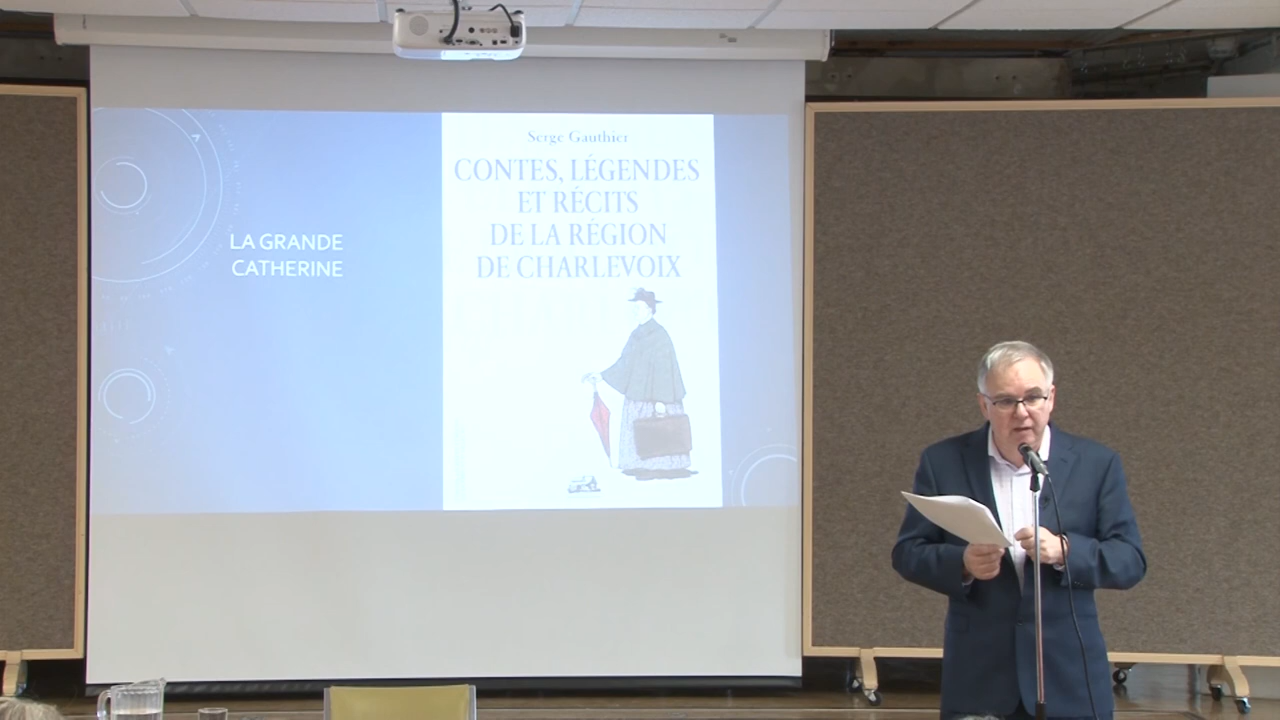 LA GRANDE
CATHERINE
Serge Gauthier
CONTES, LÉGENDES
ET RÉCITS
DE LA RÉGION
DE CHARLEVOIX